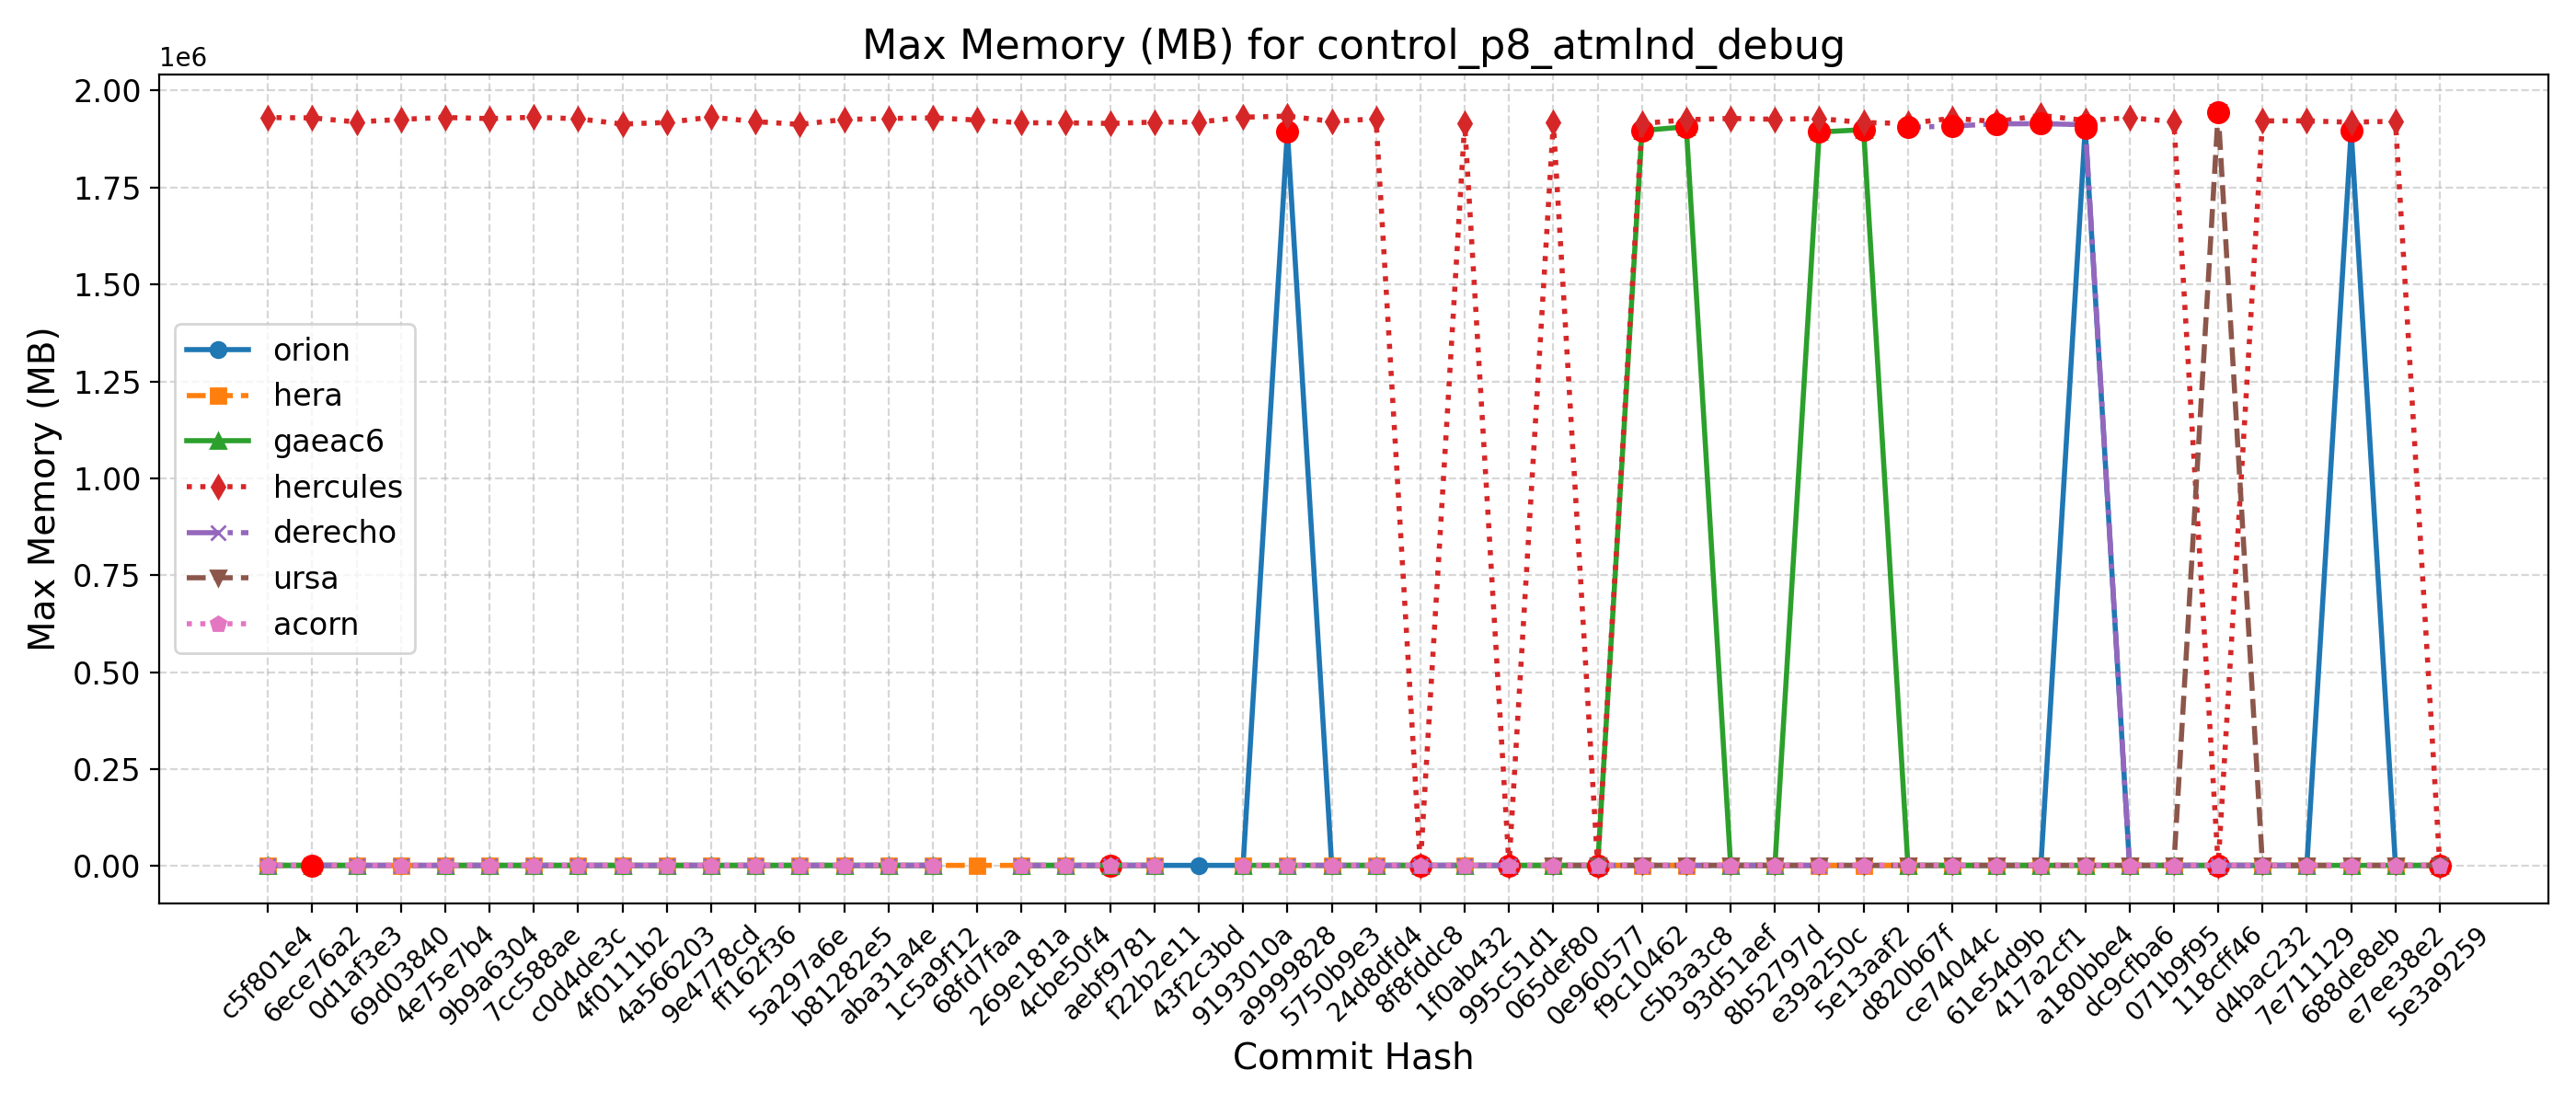 Max Memory (MB) for control_p8_atmlnd_debug
1e6
2.00
1.75
1.50
1.25
1.00
0.75
0.50
0.25
0.00
Max Memory (MB)
orion
hera
gaeac6
hercules
derecho
ursa
acorn
c5f801e4
6ece76a2
0d1af3e3
69d03840
4e75e7b4
9b9a6304
7cc588ae
c0d4de3c
4f0111b2
4a566203
9e4778cd
ff162f36
5a297a6e
b81282e5
aba31a4e
1c5a9f12
68fd7faa
269e181a
4cbe50f4
aebf9781
f22b2e11
43f2c3bd
9193010a
a9999828
5750b9e3
24d8dfd4
8f8fddc8
1f0ab432
995c51d1
065def80
0e960577
f9c10462
c5b3a3c8
93d51aef
8b52797d
e39a250c
5e13aaf2
d820b67f
ce74044c
61e54d9b
417a2cf1
a180bbe4
dc9cfba6
071b9f95
118cff46
d4bac232
7e711129
688de8eb
e7ee38e2
5e3a9259
Commit Hash